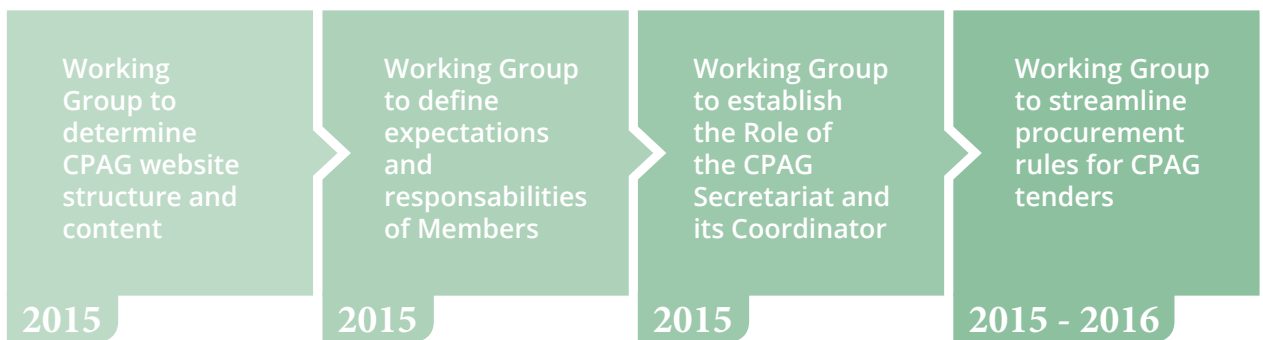 Working
Group to
determine
CPAG website
structure and
content
2015
Working Group
to define
expectations
and
responsabilities
of Members
2015
Working Group
to establish
the Role of
the CPAG
Secretariat and
its Coordinator
2015
Working Group
to streamline
procurement
rules for CPAG
tenders
2015 - 2016